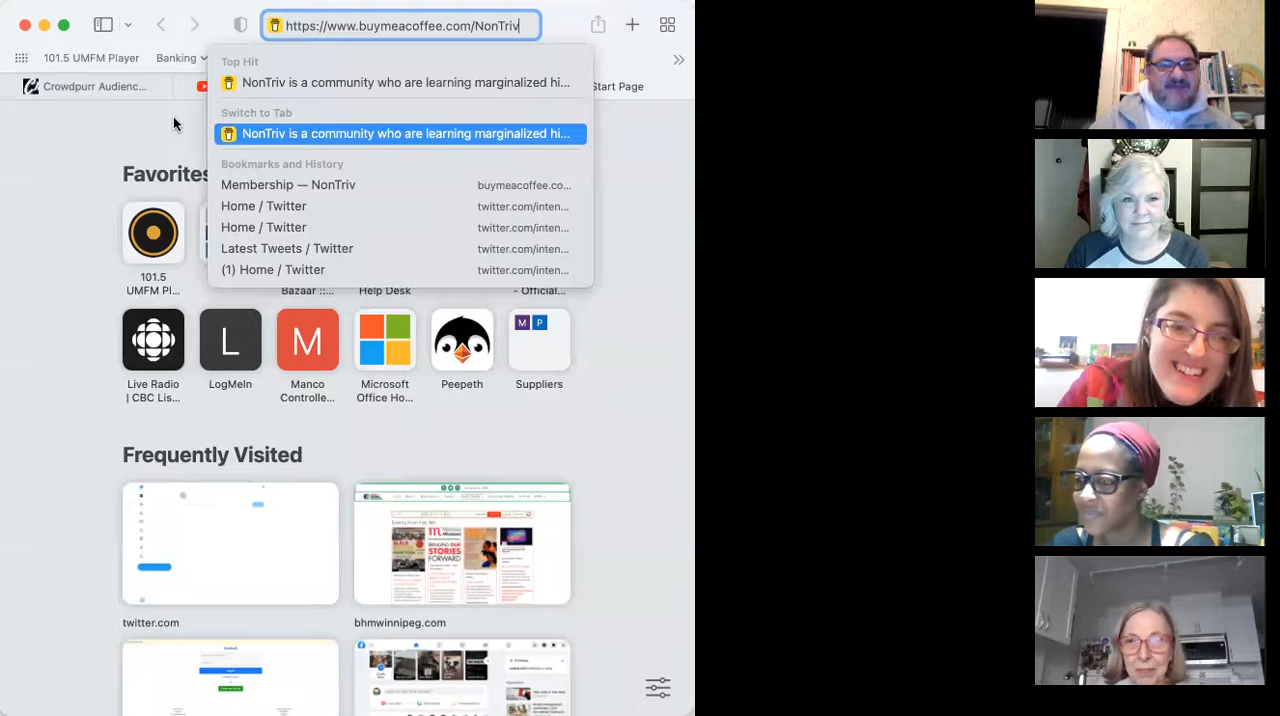 https://www.buymeacoffee.com/NonTriv
101.5 UMFM Player
Banking
Top Hit
NonTriv is a community who are learning marginalized hi...
Crowdpurr Audienc...
Start Page
Switch to Tab
NonTriv is a community who are learning marginalized hi...
Bookmarks and History
Favorites
Membership — NonTriv buymeacoffee.co...
Home / Twitter twitter.com/inten...
Home / Twitter twitter.com/inten...
Latest Tweets / Twitter twitter.com/inten...
(1) Home / Twitter twitter.com/inten...
101.5
UMFM Pl...
Bazaar ::...
Help Desk
- Official...
L
M
M P
Live Radio
| CBC Lis...
LogMeIn
Manco
Controlle...
Microsoft
Office Ho...
Peepeth
Suppliers
Frequently Visited
BRINGING OUR
STORIES
FORWARD
twitter.com
bhmwinnipeg.com